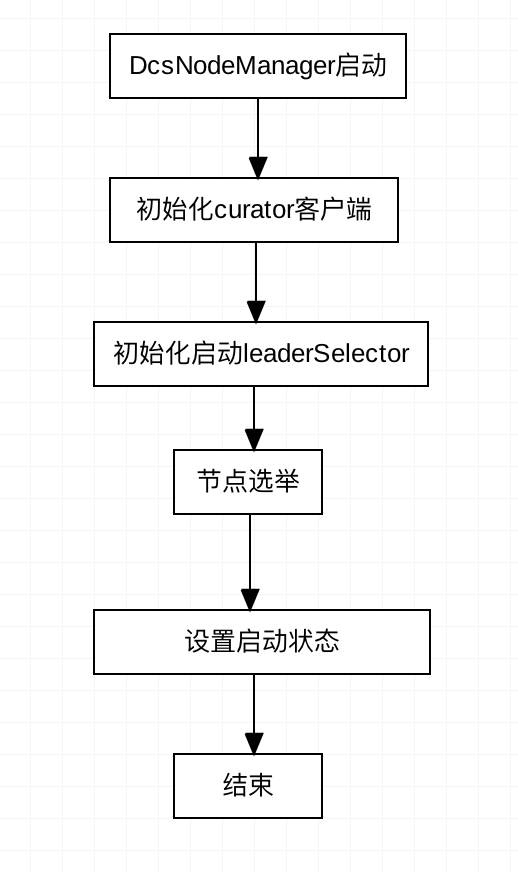 DcsNodeManager启动
初始化curator客户端
初始化启动leaderSelector
节点选举
设置启动状态
结束